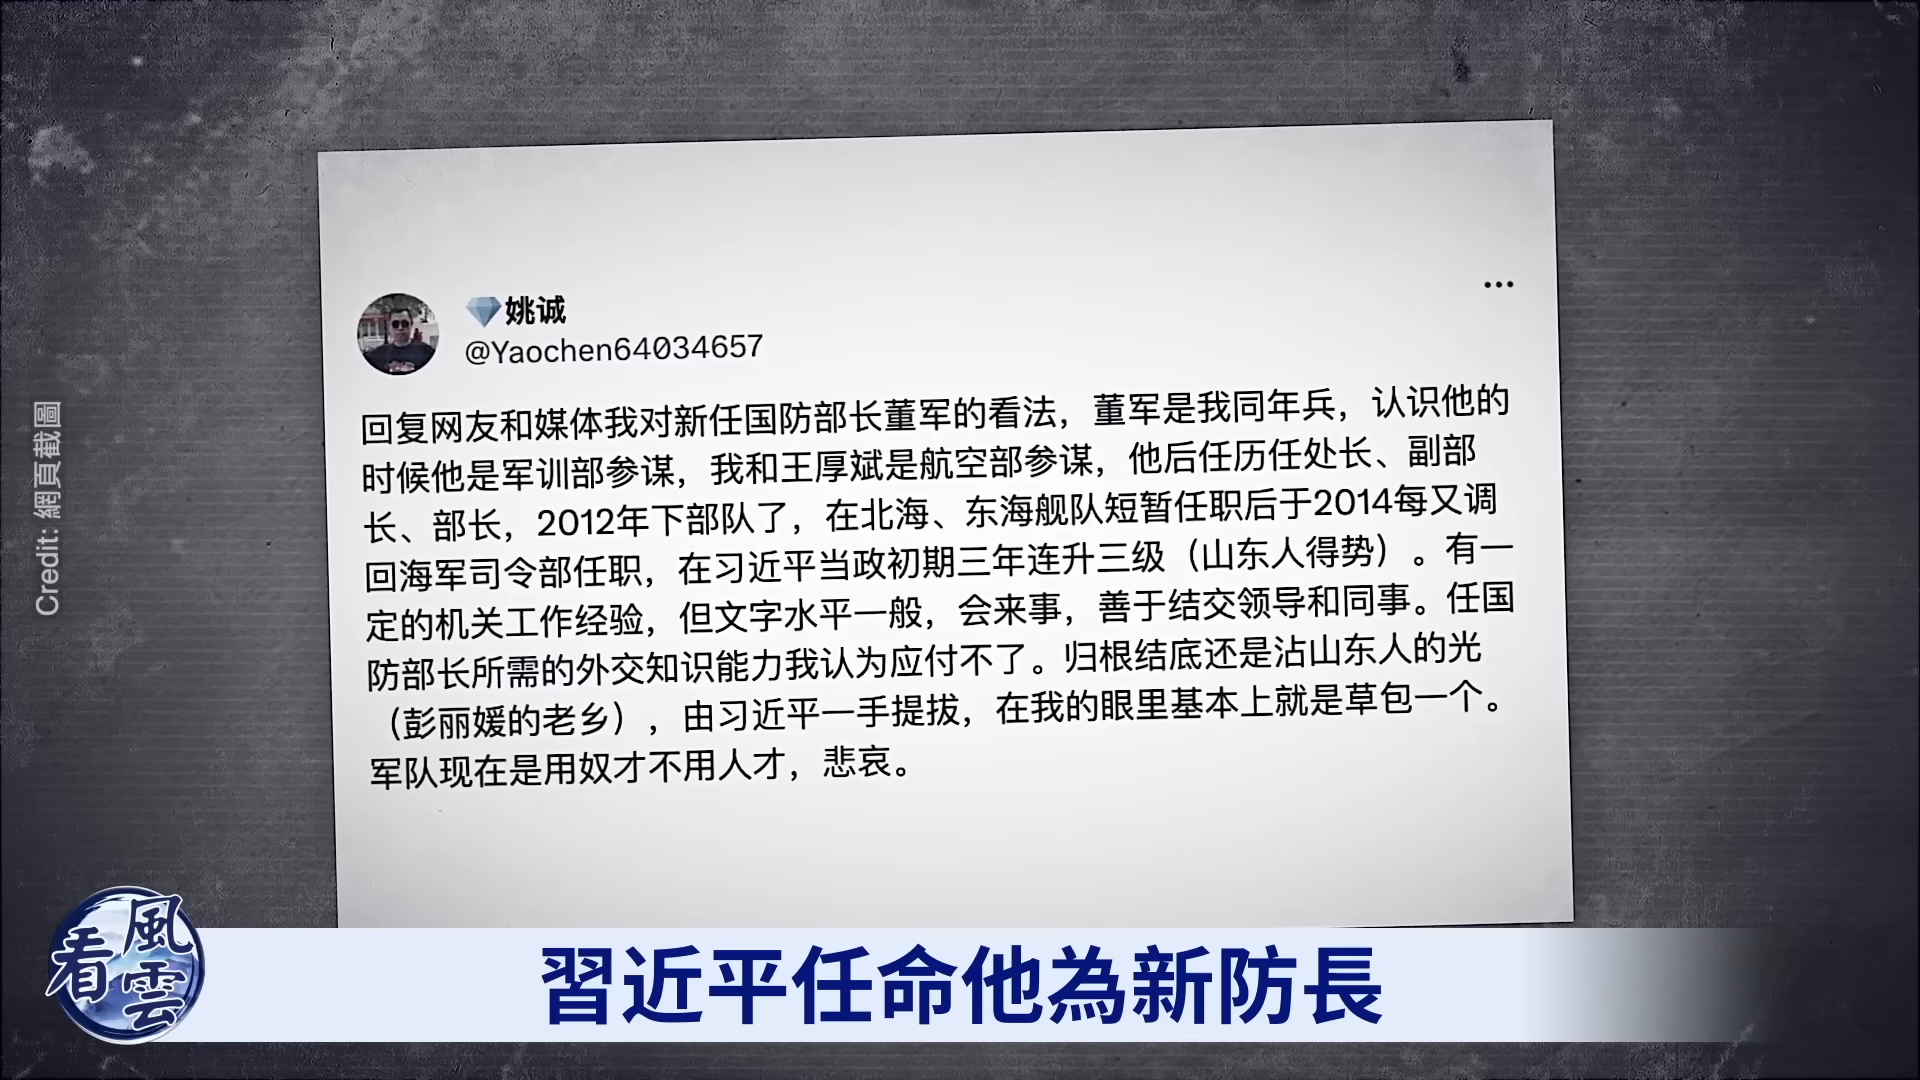 姚诚
@Yaochen64034657
回复网友和媒体我对新任国防部长董军的看法，董军是我同年兵，认识他的
时候他是军训部参谋，我和王厚斌是航空部参谋，他后任历任处长、副部
长、部长，2012年下部队了，在北海、东海舰队短暂任职后于2014每又调
回海军司令部任职，在习近平当政初期三年连升三级（山东人得势）。有一
定的机关工作经验，但文字水平一般，会来事，善于结交领导和同事。任国
防部长所需的外交知识能力我认为应付不了。归根结底还是沾山东人的光
（彭丽媛的老乡），由习近平一手提拔，在我的眼里基本上就是草包一个。
军队现在是用奴才不用人才，悲哀。
Credit: 網頁截圖
風雲
看
習近平任命他為新防長